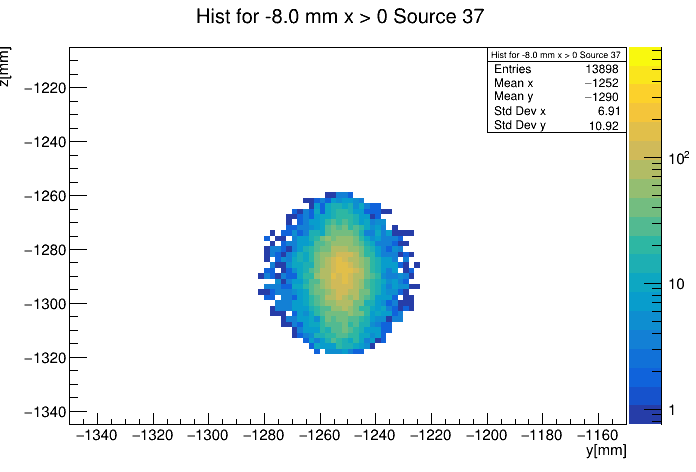 Hist for -8.0 mm x > 0 Source 37
z[mm]
Hist for -8.0 mm x > 0 Source 37
Entries 13898
Mean x −1252
Mean y −1290
Std Dev x 6.91
Std Dev y 10.92
−1220
−1240
−1260
−1280
−1300
−1320
−1340
10²
10
1
−1340 −1320 −1300 −1280 −1260 −1240 −1220 −1200 −1180 −1160
y[mm]